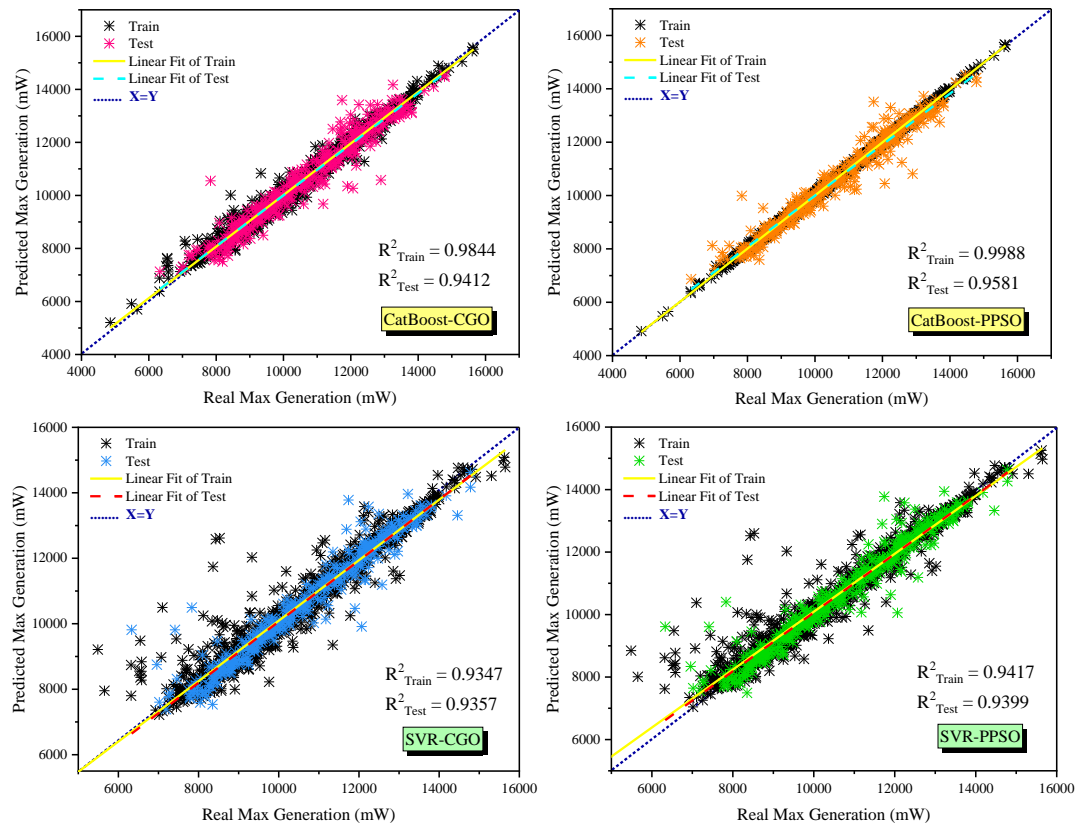 Train
Test
Linear Fit of Train
Linear Fit of Test
X=Y
R²Train = 0.9844
R²Test = 0.9412
CatBoost-CGO
Predicted Max Generation (mW)
16000
14000
12000
10000
8000
6000
4000
4000 6000 8000 10000 12000 14000 16000
Real Max Generation (mW)
Train
Test
Linear Fit of Train
Linear Fit of Test
X=Y
R²Train = 0.9988
R²Test = 0.9581
CatBoost-PPSO
Predicted Max Generation (mW)
16000
14000
12000
10000
8000
6000
4000
4000 6000 8000 10000 12000 14000 16000
Real Max Generation (mW)
Train
Test
Linear Fit of Train
Linear Fit of Test
X=Y
R²Train = 0.9347
R²Test = 0.9357
SVR-CGO
Predicted Max Generation (mW)
16000
14000
12000
10000
8000
6000
6000 8000 10000 12000 14000 16000
Real Max Generation (mW)
Train
Test
Linear Fit of Train
Linear Fit of Test
X=Y
R²Train = 0.9417
R²Test = 0.9399
SVR-PPSO
Predicted Max Generation (mW)
16000
14000
12000
10000
8000
6000
6000 8000 10000 12000 14000 16000
Real Max Generation (mW)